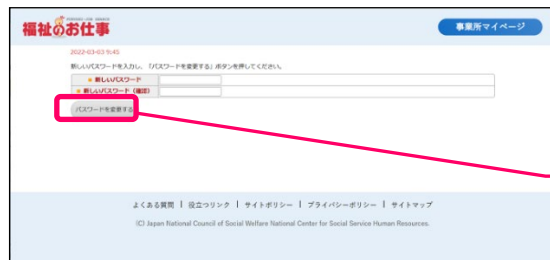 福祉のお仕事
事業所マイページ
2022-03-03 9:45
新しいパスワードを入力し、「パスワードを変更する」ボタンを押してください。
★ 新しいパスワード
★ 新しいパスワード (確認)
パスワードを変更する
よくある質問 | 役立つリンク | サイトポリシー | プライバシーポリシー | サイトマップ
(C) Japan National Council of Social Welfare National Center for Social Service Human Resources.